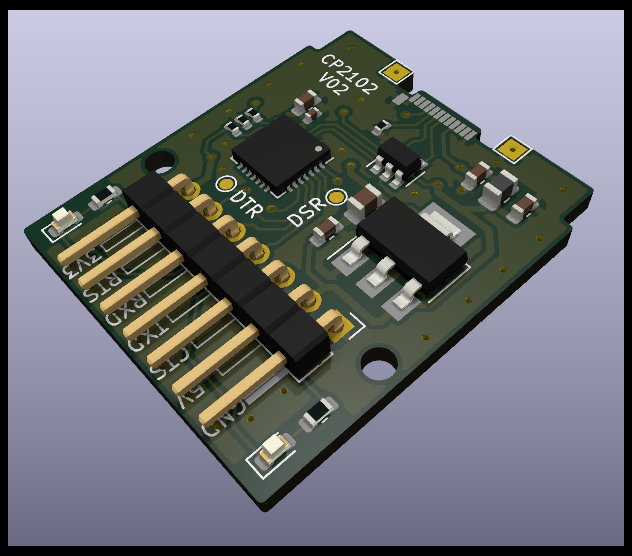 CP2102
V02
DTR
DSR
3V3
RTS
RXD
TXD
CTS
5V
GND